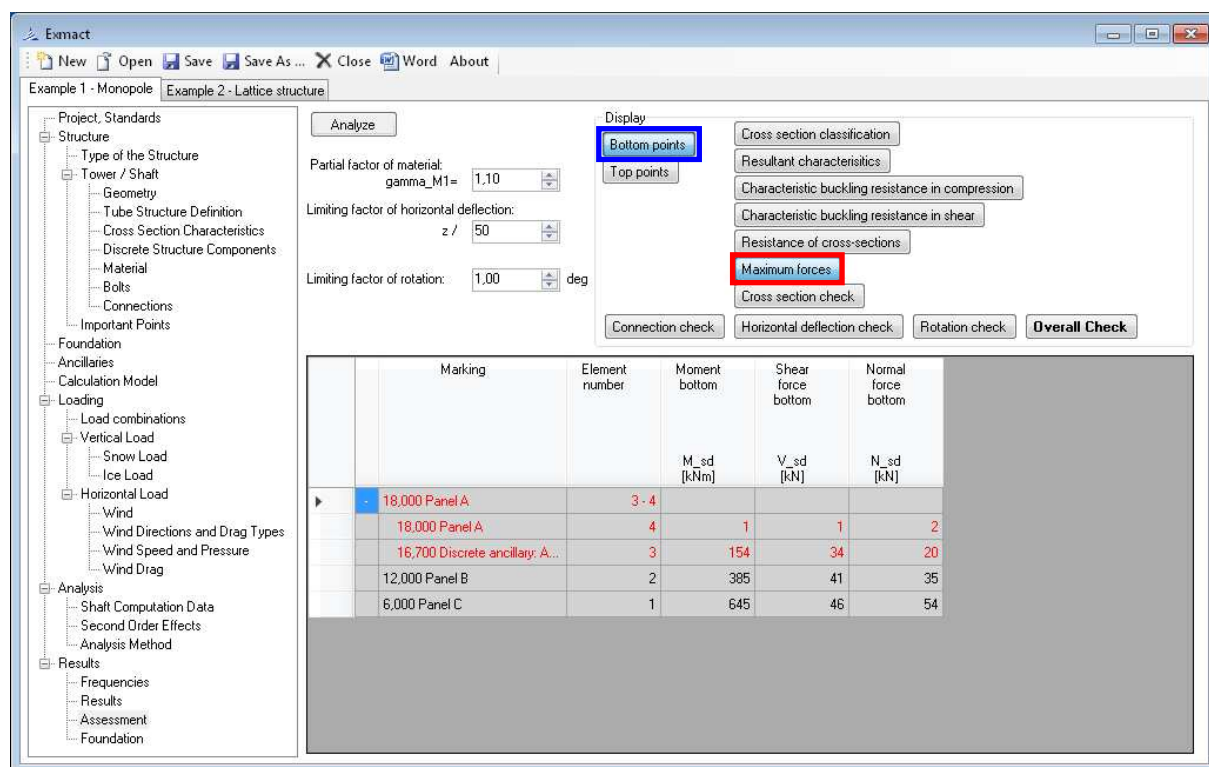 Exmact
New Open Save Save As ... Close Word About
Example 1 - Monopole Example 2 - Lattice structure
Project, Standards
Structure
Type of the Structure
Tower / Shaft
Geometry
Tube Structure Definition
Cross Section Characteristics
Discrete Structure Components
Material
Bolts
Connections
Important Points
Foundation
Ancillaries
Calculation Model
Loading
Load combinations
Vertical Load
Snow Load
Ice Load
Horizontal Load
Wind
Wind Directions and Drag Types
Wind Speed and Pressure
Wind Drag
Analysis
Shaft Computation Data
Second Order Effects
Analysis Method
Results
Frequencies
Results
Assessment
Foundation
Analyze
Partial factor of material:
gamma_M1= 1,10
Limiting factor of horizontal deflection:
z / 50
Limiting factor of rotation: 1,00 deg
Display
Bottom points
Top points
Cross section classification
Resultant characterisitics
Characteristic buckling resistance in compression
Characteristic buckling resistance in shear
Resistance of cross-sections
Maximum forces
Cross section check
Connection check Horizontal deflection check Rotation check Overall Check
Marking Element number Moment bottom M_sd [kNm] Shear force bottom V_sd [kN] Normal force bottom N_sd [kN]
18,000 Panel A 3 - 4
18,000 Panel A 4 1 1 2
16,700 Discrete ancillary: A... 3 154 34 20
12,000 Panel B 2 385 41 35
6,000 Panel C 1 645 46 54